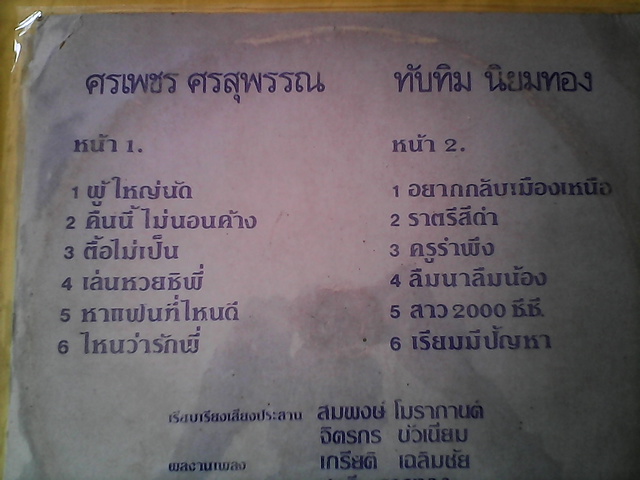 ศรเพชร ศรสุพรรณ
หน้า 1.
1 ผู้ใหญ่นัด
2 คืนนี้ ไม่นอนค้าง
3 ตื้อไม่เป็น
4 เล่นหวยซิพี่
5 หาแฟนที่ไหนดี
6 ไหนว่ารักพี่
ทับทิม นิยมทอง
หน้า 2.
1 อยากกลับเมืองเหนือ
2 ราตรีสีดำ
3 ครูรำพึง
4 ลืมนาลืมน้อง
5 สาว 2000 ซี.ซี.
6 เรียมมีปัญหา
เรียบเรียงเสียงประสาน สมพงษ์ โมรากานต์
จิตรกร บัวเนียม
ผลงานเพลง เกรียติ เฉลิมชัย